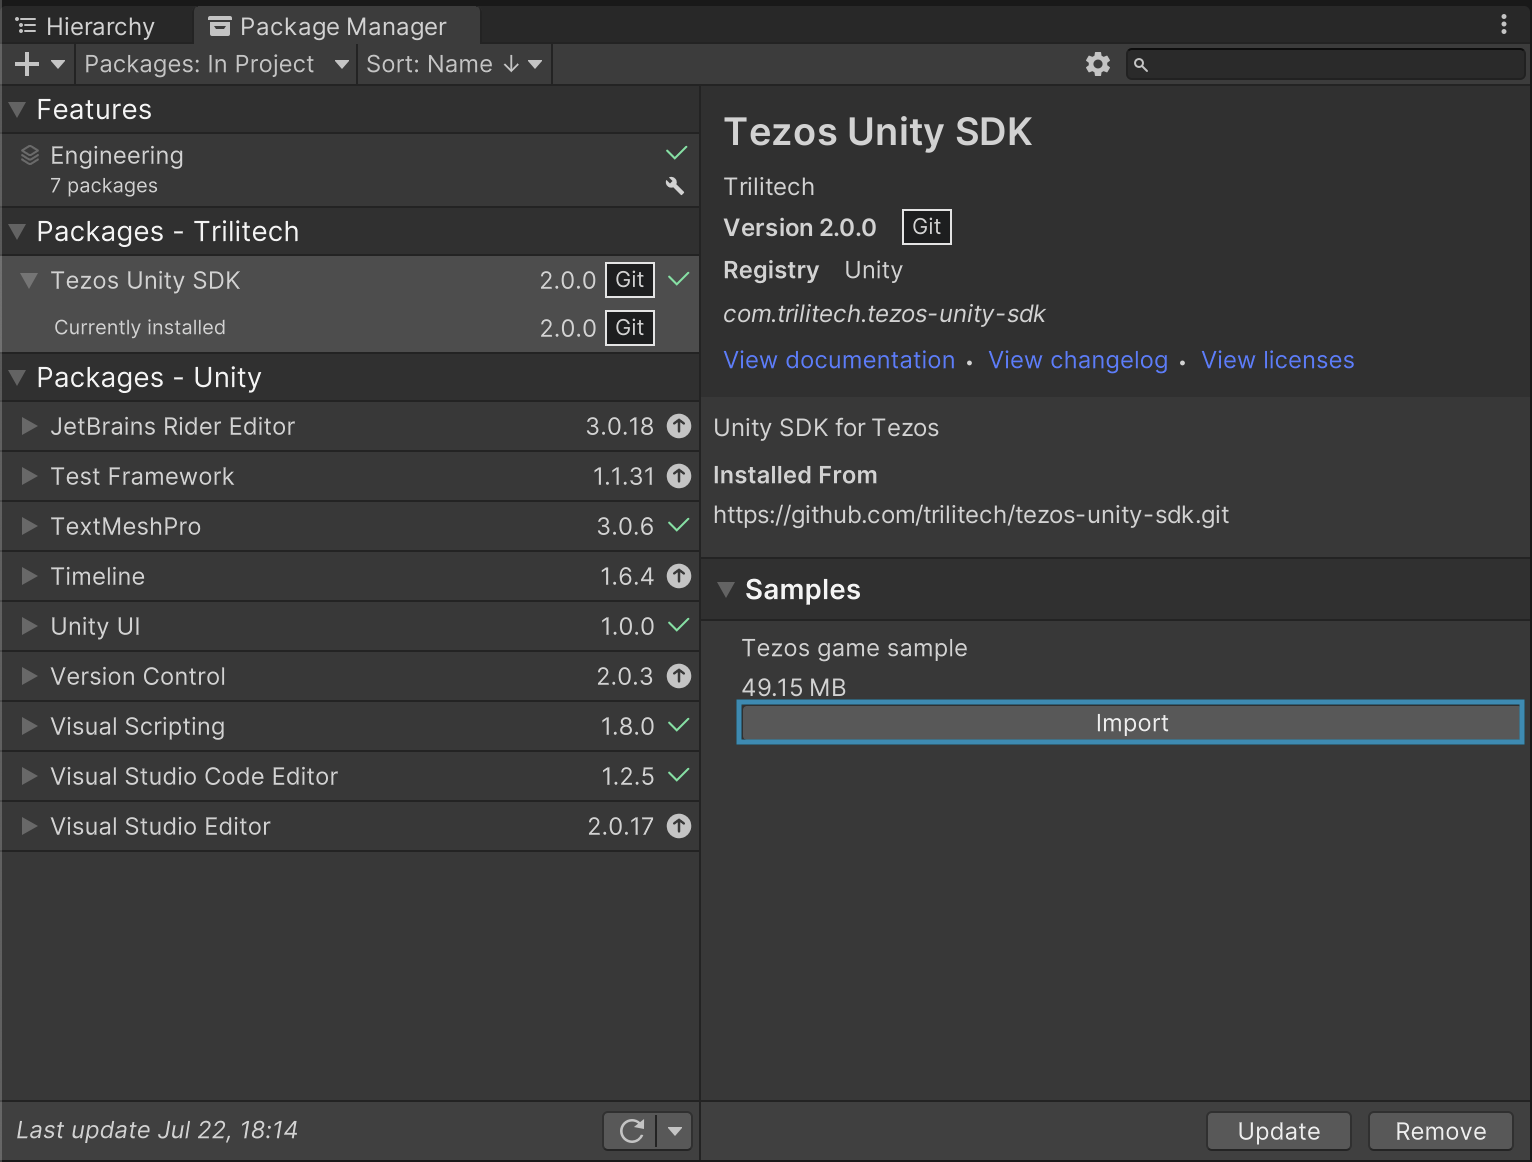 Hierarchy
Package Manager
Packages: In Project
Sort: Name ↓
Features
Engineering
7 packages
Packages - Trilitech
Tezos Unity SDK 2.0.0 Git
Currently installed 2.0.0 Git
Packages - Unity
JetBrains Rider Editor 3.0.18
Test Framework 1.1.31
TextMeshPro 3.0.6
Timeline 1.6.4
Unity UI 1.0.0
Version Control 2.0.3
Visual Scripting 1.8.0
Visual Studio Code Editor 1.2.5
Visual Studio Editor 2.0.17
Last update Jul 22, 18:14
Tezos Unity SDK
Trilitech
Version 2.0.0 Git
Registry Unity
com.trilitech.tezos-unity-sdk
View documentation • View changelog • View licenses
Unity SDK for Tezos
Installed From
https://github.com/trilitech/tezos-unity-sdk.git
Samples
Tezos game sample
49.15 MB
Import
Update
Remove